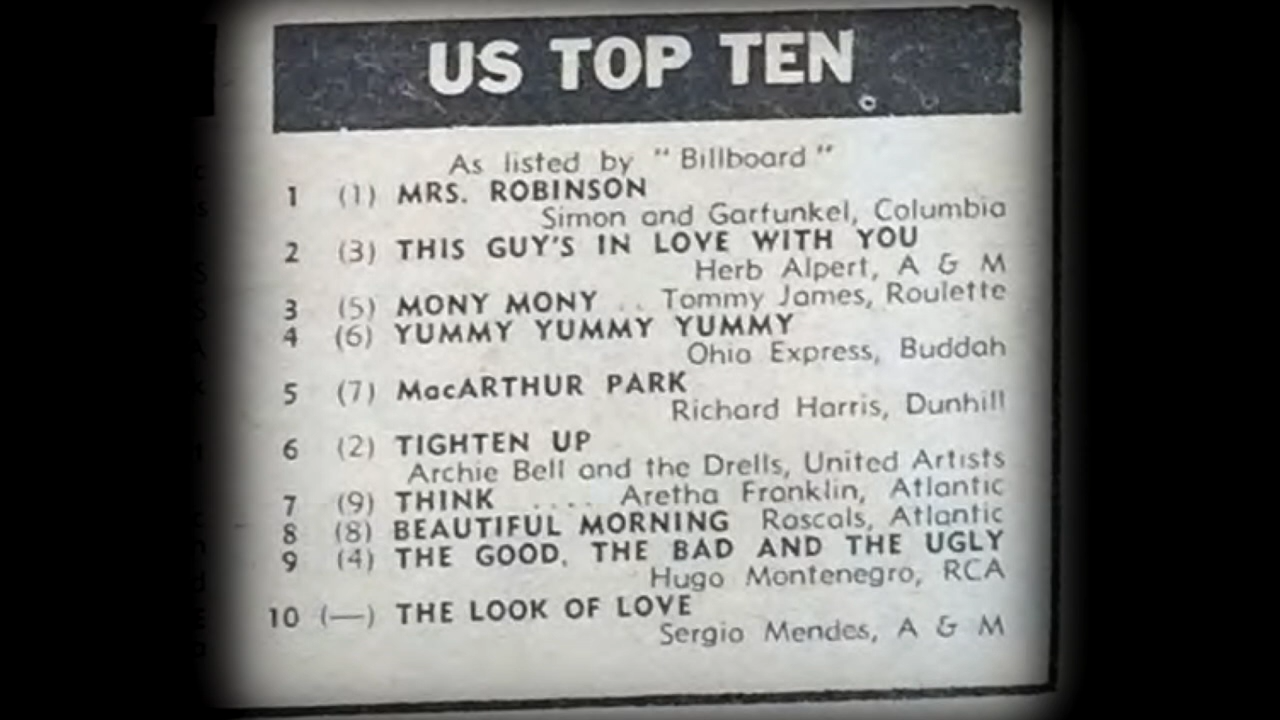 US TOP TEN
As listed by "Billboard"
1 (1) MRS. ROBINSON
Simon and Garfunkel, Columbia
2 (3) THIS GUY'S IN LOVE WITH YOU
Herb Alpert, A & M
3 (5) MONY MONY .. Tommy James, Roulette
4 (6) YUMMY YUMMY YUMMY
Ohio Express, Buddah
5 (7) MacARTHUR PARK
Richard Harris, Dunhill
6 (2) TIGHTEN UP
Archie Bell and the Drells, United Artists
7 (9) THINK .... Aretha Franklin, Atlantic
8 (8) BEAUTIFUL MORNING Rascals, Atlantic
9 (4) THE GOOD, THE BAD AND THE UGLY
Hugo Montenegro, RCA
10 (—) THE LOOK OF LOVE
Sergio Mendes, A & M